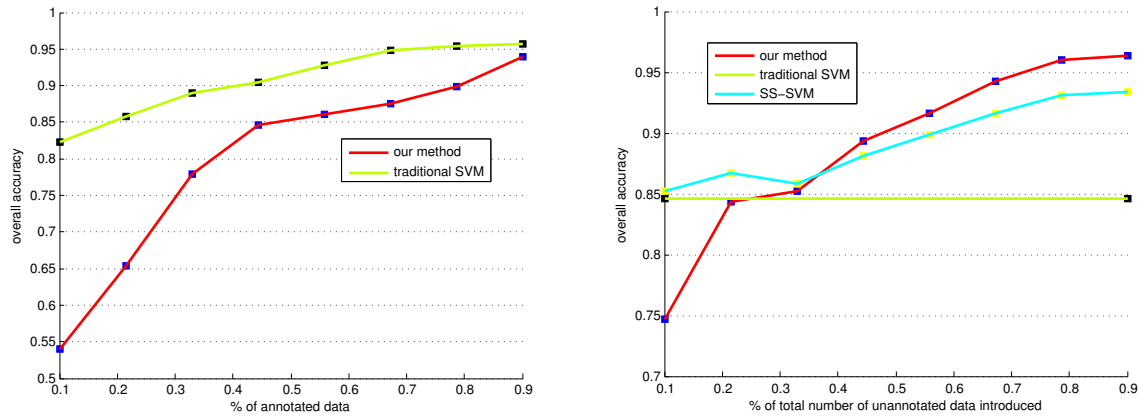 1
0.95
0.9
0.85
0.8
0.75
0.7
0.65
0.6
0.55
0.5
overall accuracy
our method
traditional SVM
0.1 0.2 0.3 0.4 0.5 0.6 0.7 0.8 0.9
% of annotated data
1
0.95
0.9
0.85
0.8
0.75
0.7
overall accuracy
our method
traditional SVM
SS-SVM
0.1 0.2 0.3 0.4 0.5 0.6 0.7 0.8 0.9
% of total number of unannotated data introduced